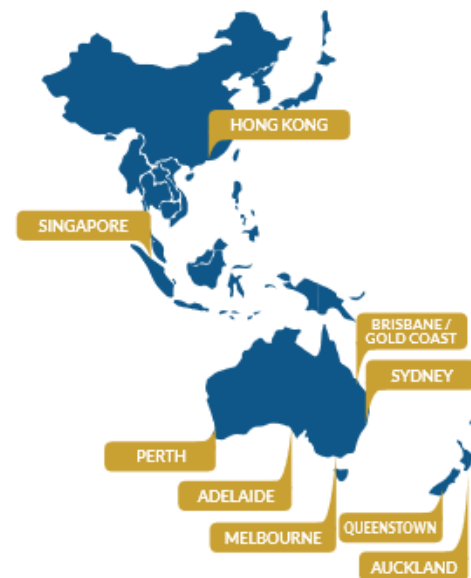 HONG KONG
SINGAPORE
BRISBANE /
GOLD COAST
SYDNEY
PERTH
ADELAIDE
MELBOURNE
QUEENSTOWN
AUCKLAND